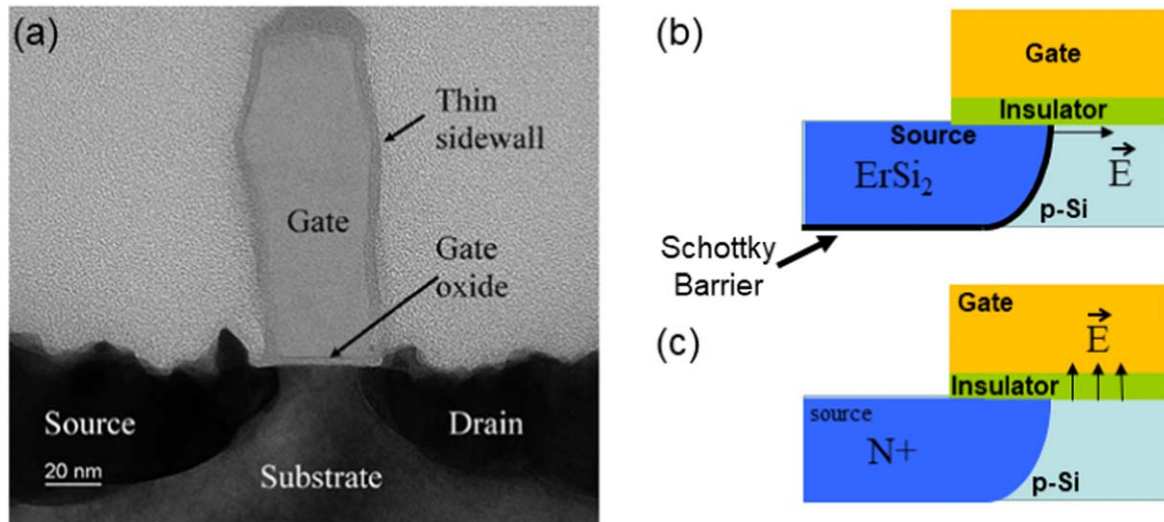 (a)
Thin
sidewall
Gate
Gate
oxide
Source
Drain
20 nm
Substrate
(b)
Gate
Insulator
Source
ErSi₂
E
p-Si
Schottky
Barrier
(c)
Gate
E
Insulator
source
N+
p-Si